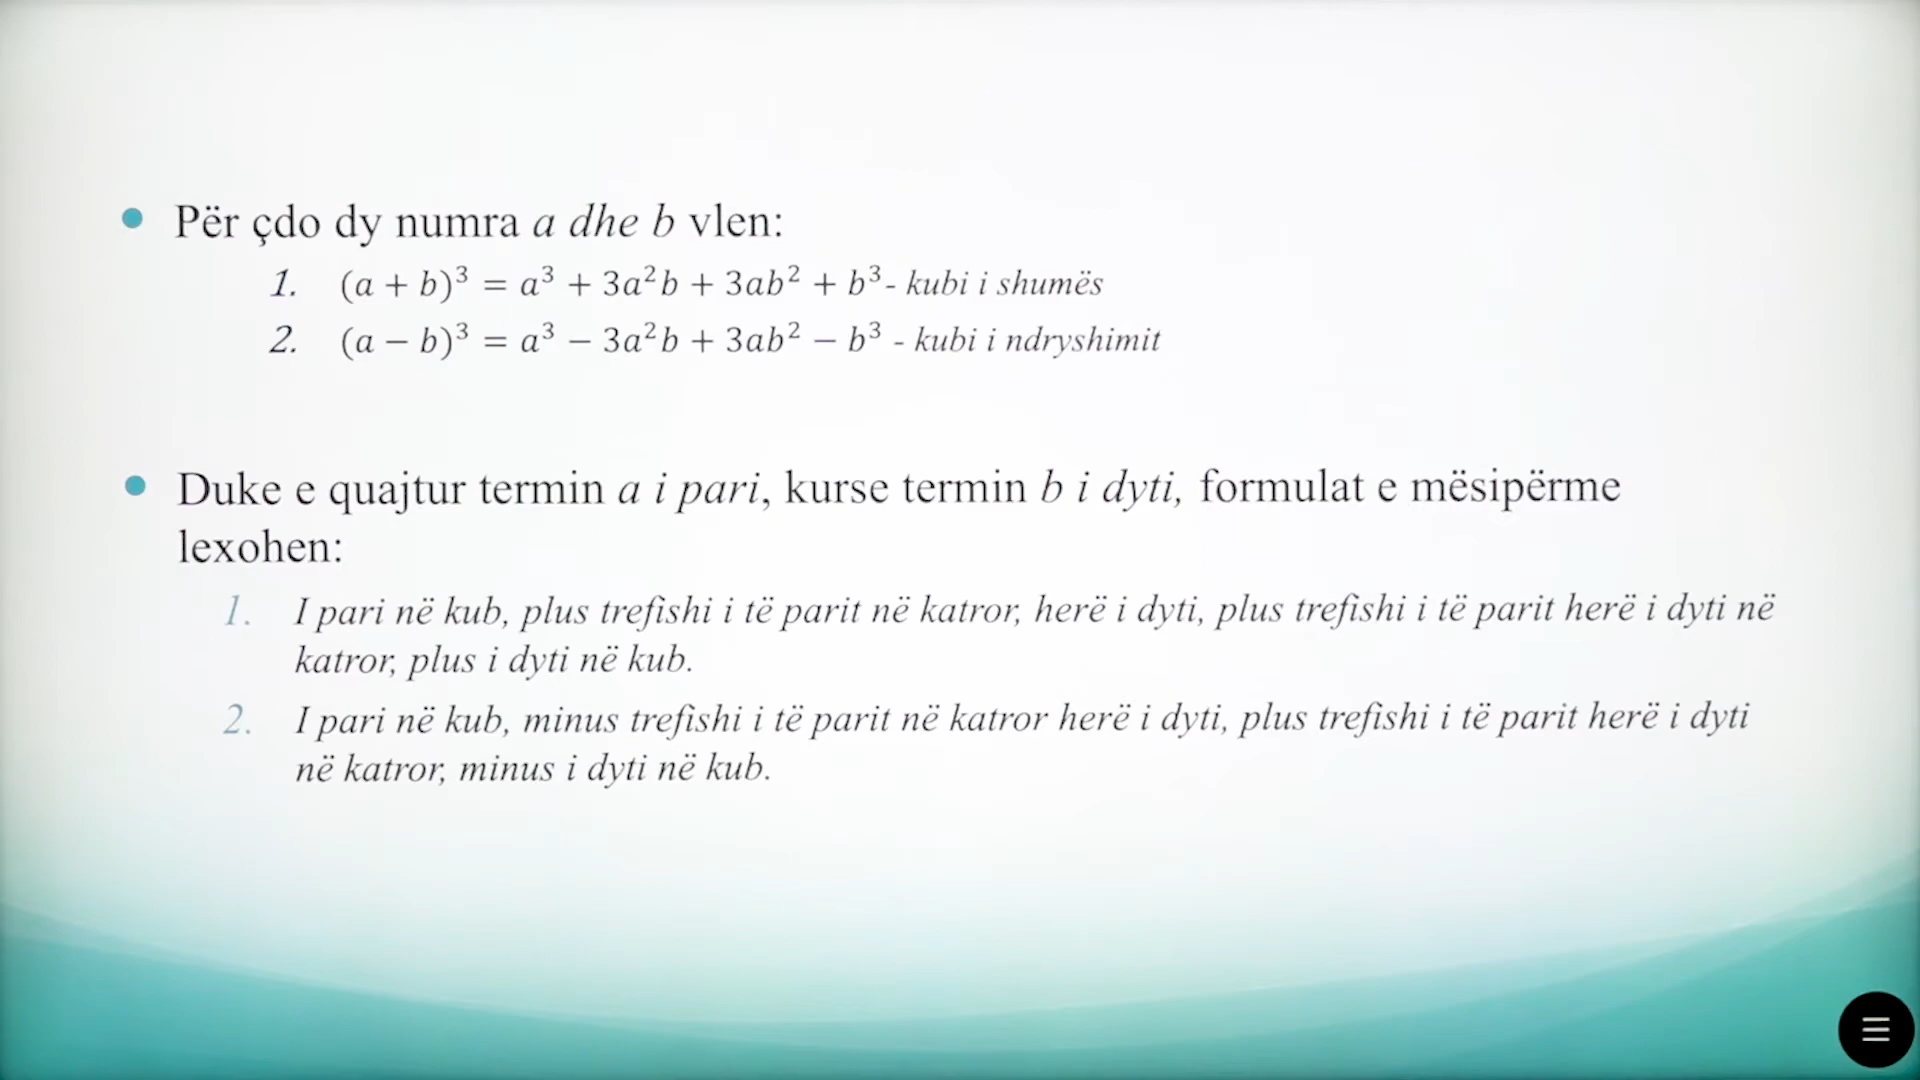 Për çdo dy numra a dhe b vlen:
1. (a + b)³ = a³ + 3a²b + 3ab² + b³- kubi i shumës
2. (a − b)³ = a³ − 3a²b + 3ab² − b³ - kubi i ndryshimit
Duke e quajtur termin a i pari, kurse termin b i dyti, formulat e mësipërme
lexohen:
1. I pari në kub, plus trefishi i të parit në katror, herë i dyti, plus trefishi i të parit herë i dyti në
katror, plus i dyti në kub.
2. I pari në kub, minus trefishi i të parit në katror herë i dyti, plus trefishi i të parit herë i dyti
në katror, minus i dyti në kub.